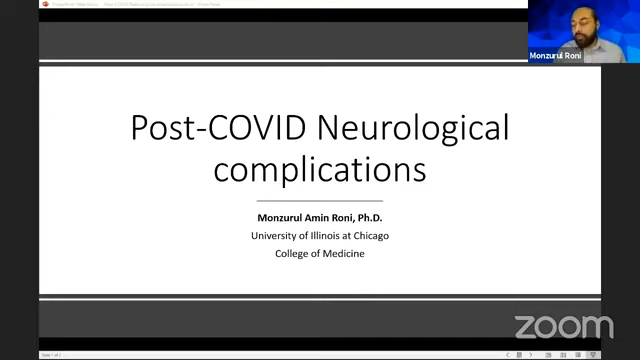 Monzurul Roni
Post-COVID Neurological
complications
Monzurul Amin Roni, Ph.D.
University of Illinois at Chicago
College of Medicine
zoom